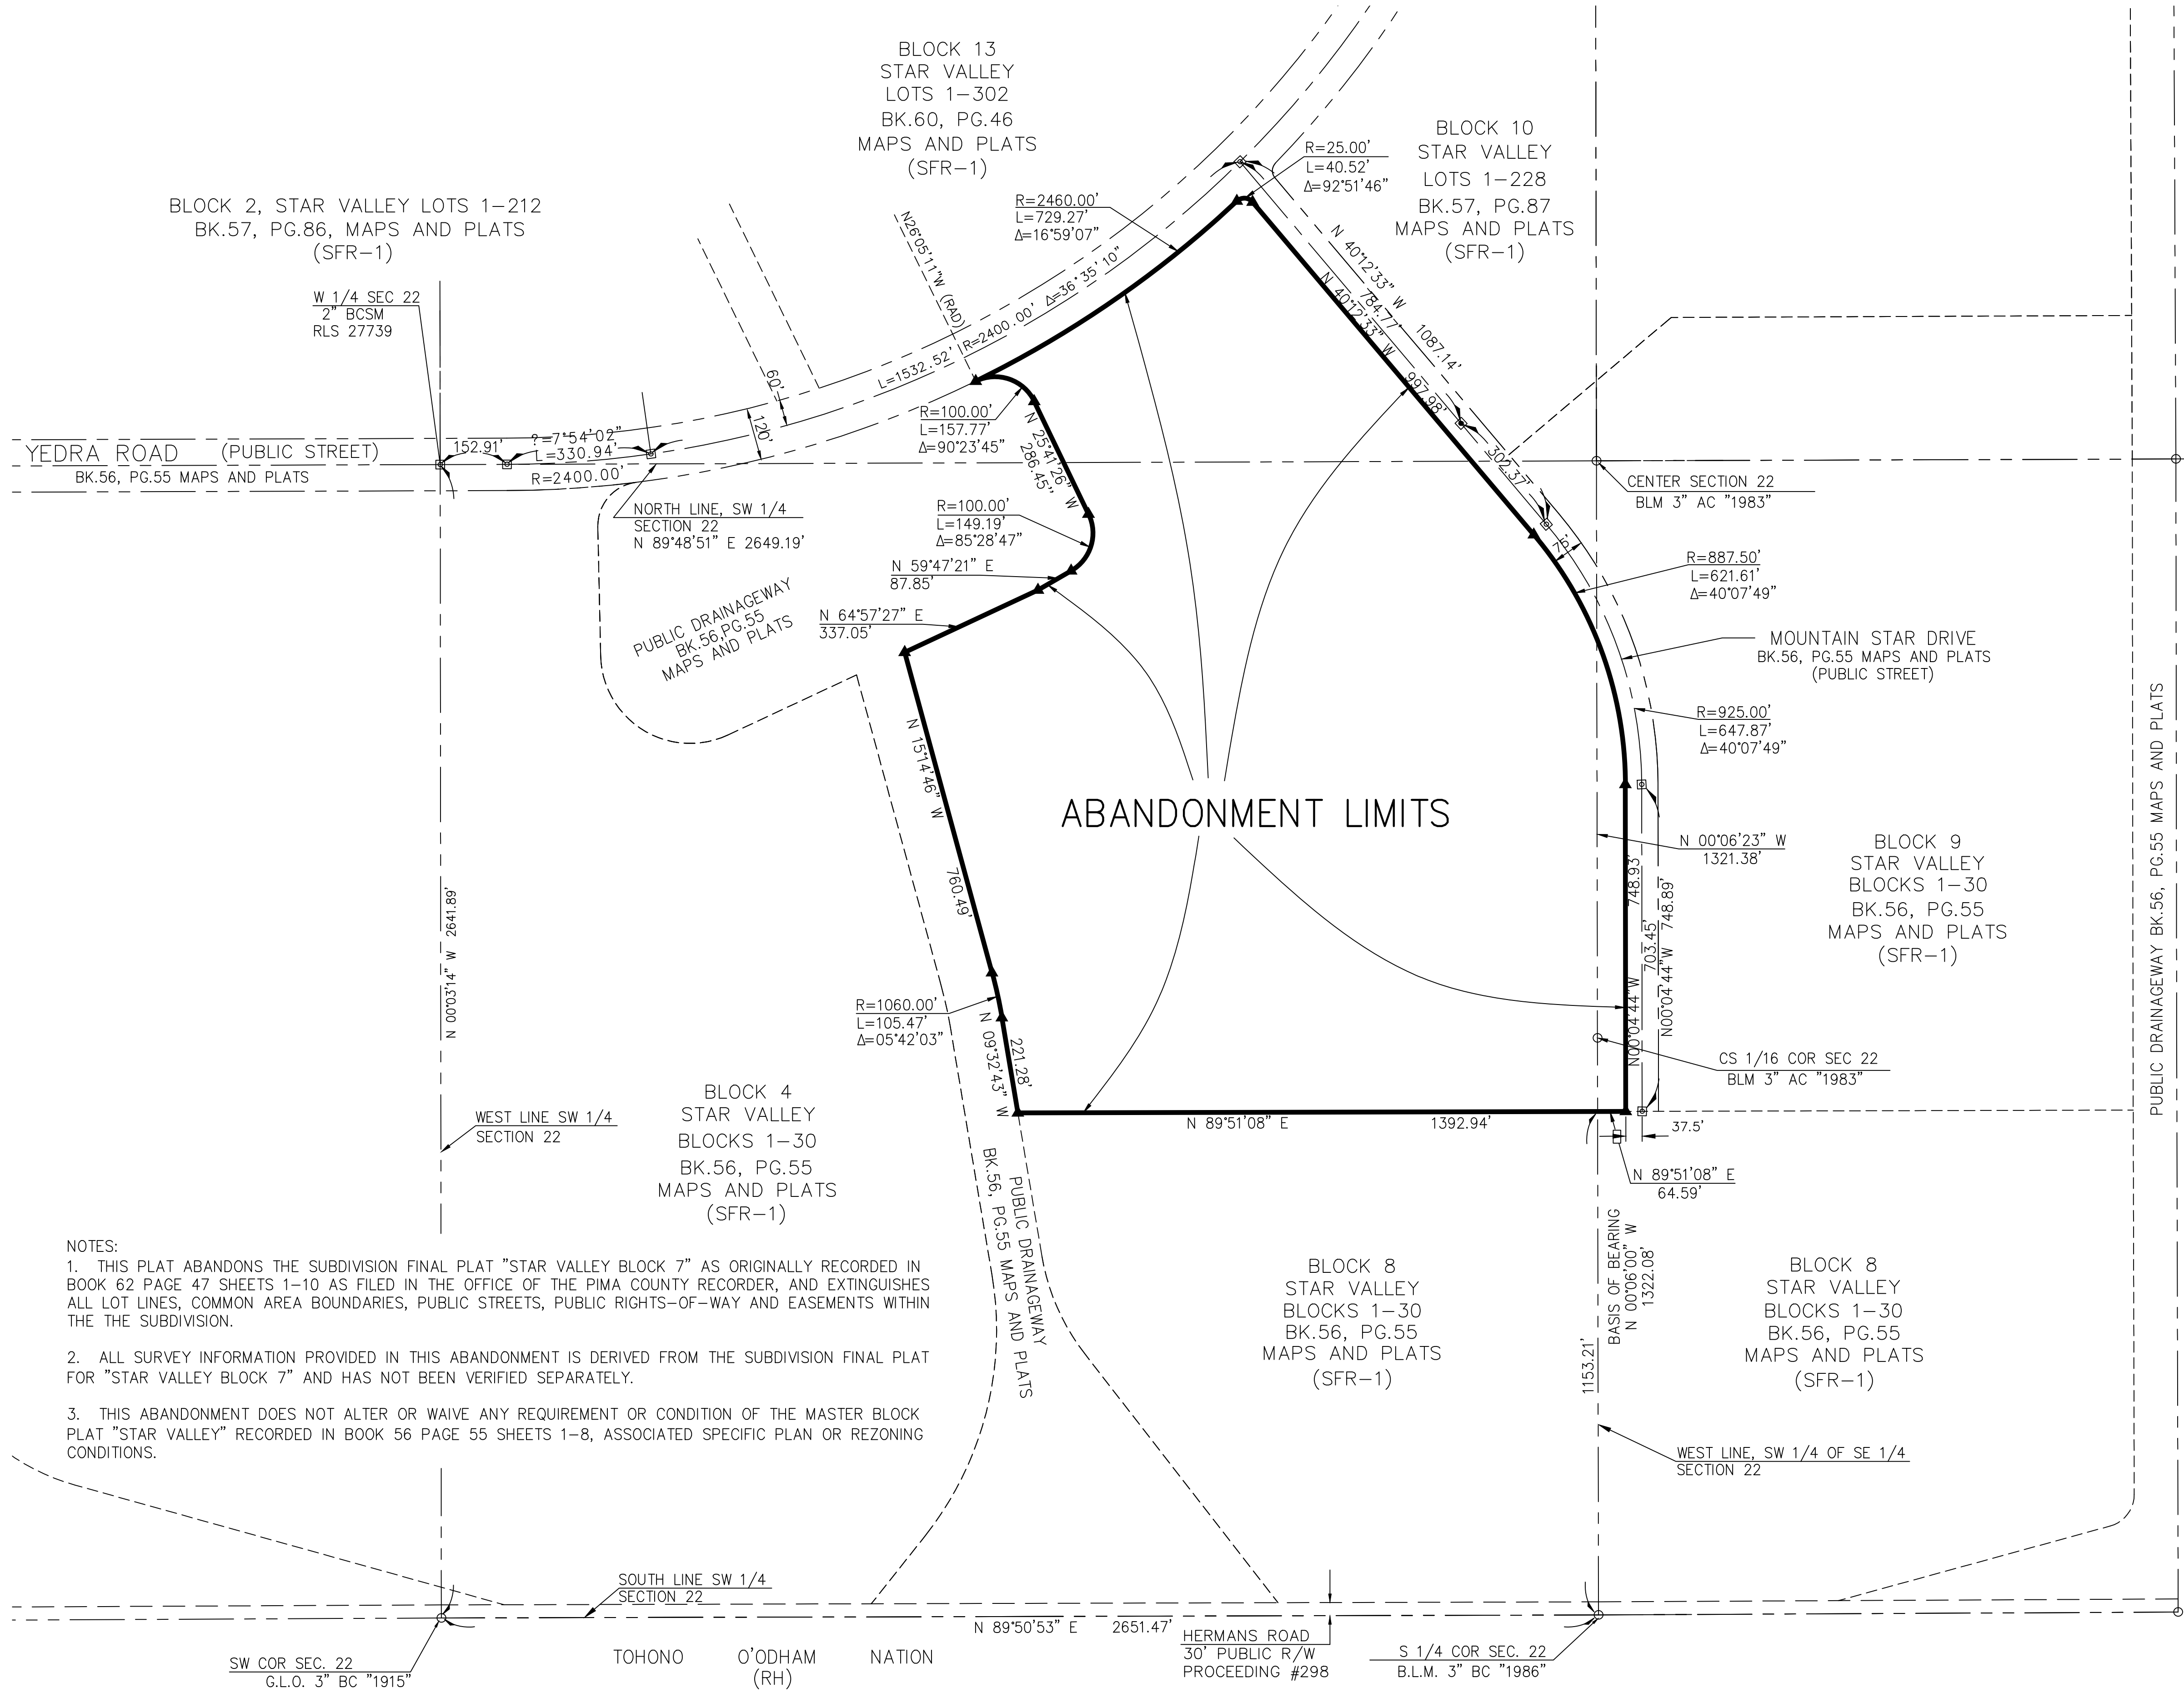 BLOCK 13
STAR VALLEY
LOTS 1-302
BK.60, PG.46
MAPS AND PLATS
(SFR-1)
BLOCK 10
STAR VALLEY
LOTS 1-228
BK.57, PG.87
MAPS AND PLATS
(SFR-1)
BLOCK 2, STAR VALLEY LOTS 1-212
BK.57, PG.86, MAPS AND PLATS
(SFR-1)
R=25.00'
L=40.52'
Δ=92°51'46"
R=2460.00'
L=729.27'
Δ=16°59'07"
N26°05'11"W (RAD)
L=1532.52' R=2400.00' Δ=36°35'10"
N 40°12'33" W 1087.14'
784.77'
N 40°12'33" W 997.98'
302.37'
75'
W 1/4 SEC 22
2" BCSM
RLS 27739
60'
120'
YEDRA ROAD (PUBLIC STREET)
BK.56, PG.55 MAPS AND PLATS
152.91'
?=7°54'02"
L=330.94'
R=2400.00'
R=100.00'
L=157.77'
Δ=90°23'45"
N 25°41'26" W
286.45'
NORTH LINE, SW 1/4
SECTION 22
N 89°48'51" E 2649.19'
R=100.00'
L=149.19'
Δ=85°28'47"
N 59°47'21" E
87.85'
N 64°57'27" E
337.05'
PUBLIC DRAINAGEWAY
BK.56,PG.55
MAPS AND PLATS
CENTER SECTION 22
BLM 3" AC "1983"
R=887.50'
L=621.61'
Δ=40°07'49"
MOUNTAIN STAR DRIVE
BK.56, PG.55 MAPS AND PLATS
(PUBLIC STREET)
R=925.00'
L=647.87'
Δ=40°07'49"
N 15°14'46" W
760.49'
ABANDONMENT LIMITS
N 00°06'23" W
1321.38'
BLOCK 9
STAR VALLEY
BLOCKS 1-30
BK.56, PG.55
MAPS AND PLATS
(SFR-1)
PUBLIC DRAINAGEWAY BK.56, PG.55 MAPS AND PLATS
N 00°03'14" W 2641.89'
N00°04'44"W 748.93'
703.45'
N00°04'44"W 748.89'
R=1060.00'
L=105.47'
Δ=05°42'03"
N 09°32'43" W
221.28'
CS 1/16 COR SEC 22
BLM 3" AC "1983"
BLOCK 4
STAR VALLEY
BLOCKS 1-30
BK.56, PG.55
MAPS AND PLATS
(SFR-1)
WEST LINE SW 1/4
SECTION 22
N 89°51'08" E 1392.94'
37.5'
N 89°51'08" E
64.59'
PUBLIC DRAINAGEWAY
BK.56, PG.55 MAPS AND PLATS
BASIS OF BEARING
N 00°06'00" W
1322.08'
1153.21'
NOTES:
1. THIS PLAT ABANDONS THE SUBDIVISION FINAL PLAT "STAR VALLEY BLOCK 7" AS ORIGINALLY RECORDED IN
BOOK 62 PAGE 47 SHEETS 1-10 AS FILED IN THE OFFICE OF THE PIMA COUNTY RECORDER, AND EXTINGUISHES
ALL LOT LINES, COMMON AREA BOUNDARIES, PUBLIC STREETS, PUBLIC RIGHTS-OF-WAY AND EASEMENTS WITHIN
THE THE SUBDIVISION.
2. ALL SURVEY INFORMATION PROVIDED IN THIS ABANDONMENT IS DERIVED FROM THE SUBDIVISION FINAL PLAT
FOR "STAR VALLEY BLOCK 7" AND HAS NOT BEEN VERIFIED SEPARATELY.
3. THIS ABANDONMENT DOES NOT ALTER OR WAIVE ANY REQUIREMENT OR CONDITION OF THE MASTER BLOCK
PLAT "STAR VALLEY" RECORDED IN BOOK 56 PAGE 55 SHEETS 1-8, ASSOCIATED SPECIFIC PLAN OR REZONING
CONDITIONS.
BLOCK 8
STAR VALLEY
BLOCKS 1-30
BK.56, PG.55
MAPS AND PLATS
(SFR-1)
BLOCK 8
STAR VALLEY
BLOCKS 1-30
BK.56, PG.55
MAPS AND PLATS
(SFR-1)
WEST LINE, SW 1/4 OF SE 1/4
SECTION 22
SOUTH LINE SW 1/4
SECTION 22
N 89°50'53" E 2651.47'
SW COR SEC. 22
G.L.O. 3" BC "1915"
TOHONO O'ODHAM NATION
(RH)
HERMANS ROAD
30' PUBLIC R/W
PROCEEDING #298
S 1/4 COR SEC. 22
B.L.M. 3" BC "1986"